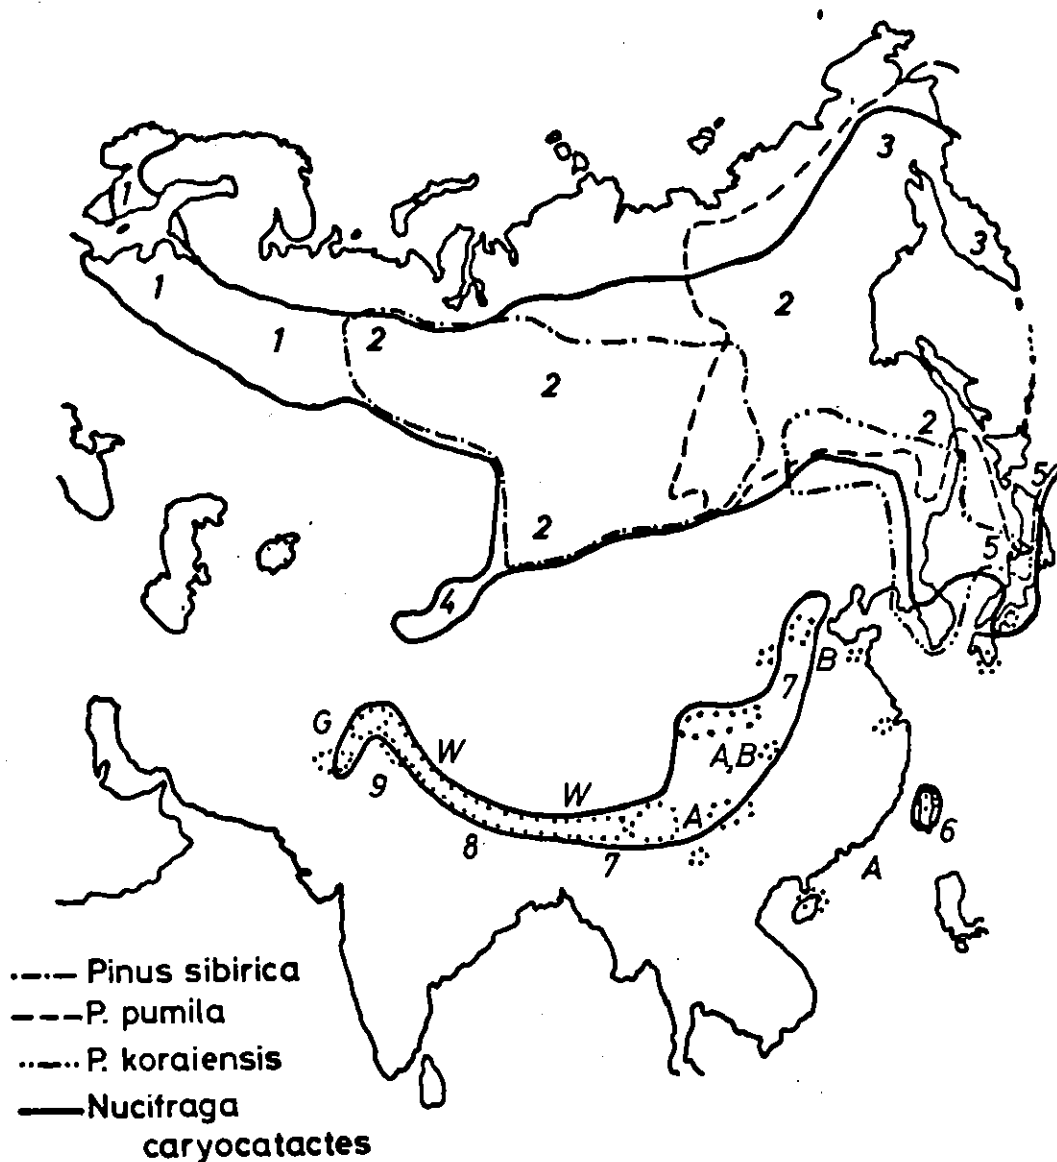 3
1
3
1
2
1
2
2
2
5
2
5
4
B
7
G
W
A,B
9
W
A
8
7
6
A
Pinus sibirica
P. pumila
P. koraiensis
Nucifraga
caryocatactes